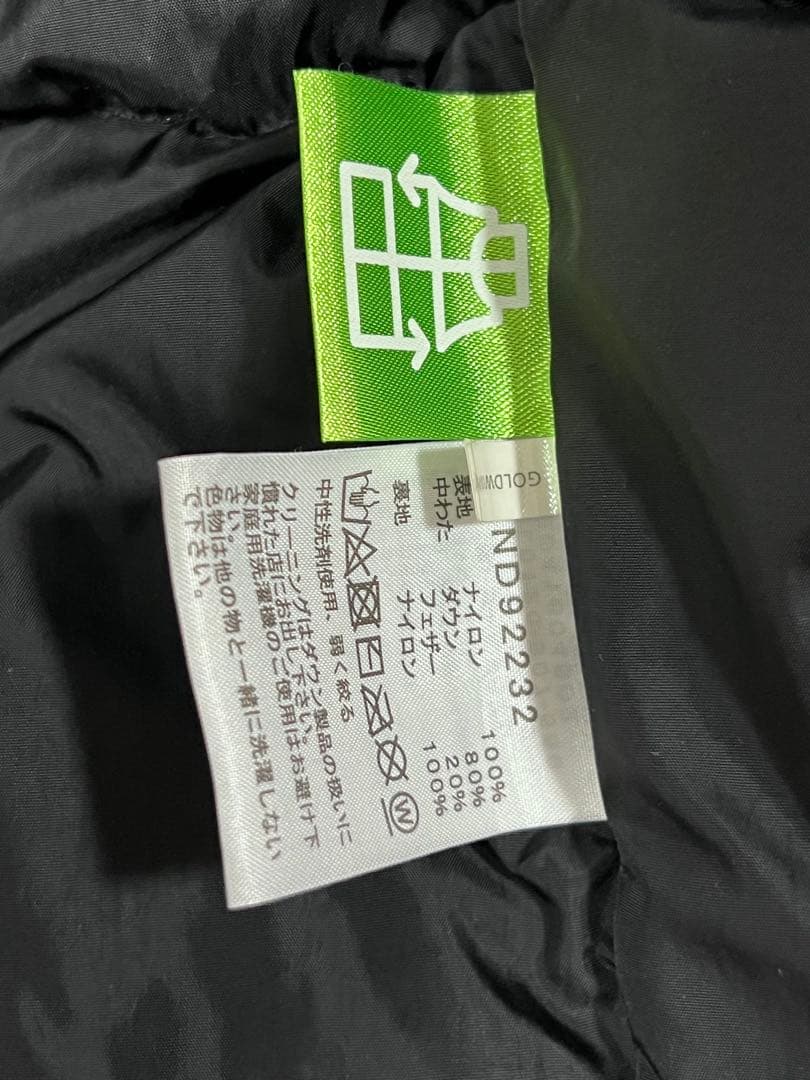 GOLDWIN
ND92232
表地 ナイロン 100%
中わた ダウン 80%
フェザー 20%
裏地 ナイロン 100%
W
中性洗剤使用、弱く絞る
クリーニングはダウン製品の扱いに
慣れた店にお出し下さい。
家庭用洗濯機のご使用はお避け下
さい。
色物は他の物と一緒に洗濯しない
で下さい。